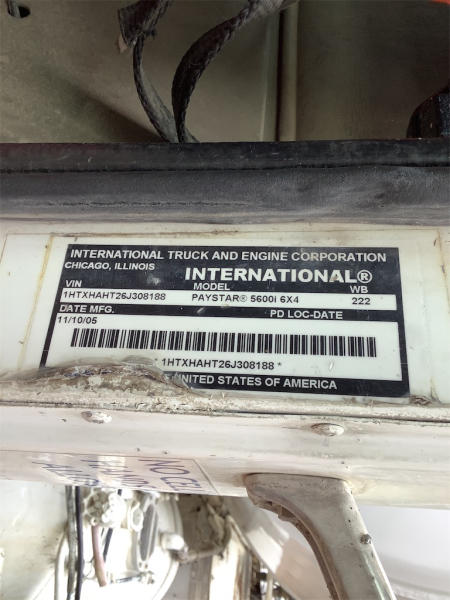 INTERNATIONAL TRUCK AND ENGINE CORPORATION
CHICAGO, ILLINOIS
INTERNATIONAL®
VIN MODEL WB
1HTXHAHT26J308188 PAYSTAR® 5600i 6X4 222
DATE MFG. PD LOC-DATE
11/10/05
* 1HTXHAHT26J308188 *
UNITED STATES OF AMERICA
NO